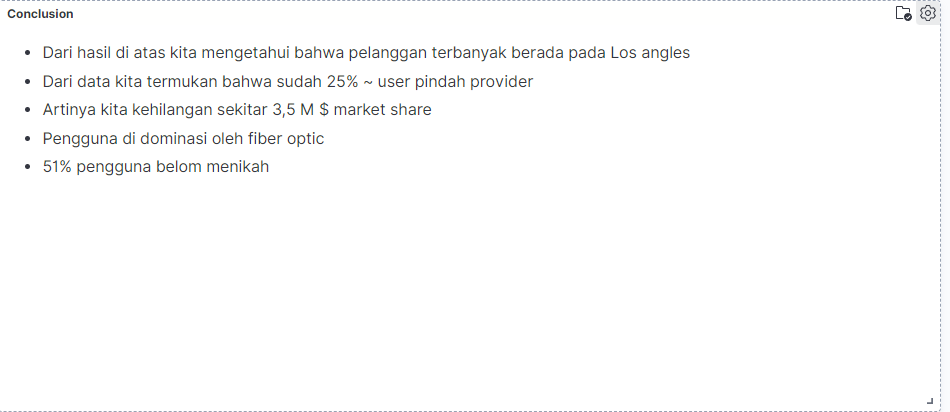 Conclusion
• Dari hasil di atas kita mengetahui bahwa pelanggan terbanyak berada pada Los angles
• Dari data kita termukan bahwa sudah 25% ~ user pindah provider
• Artinya kita kehilangan sekitar 3,5 M $ market share
• Pengguna di dominasi oleh fiber optic
• 51% pengguna belom menikah